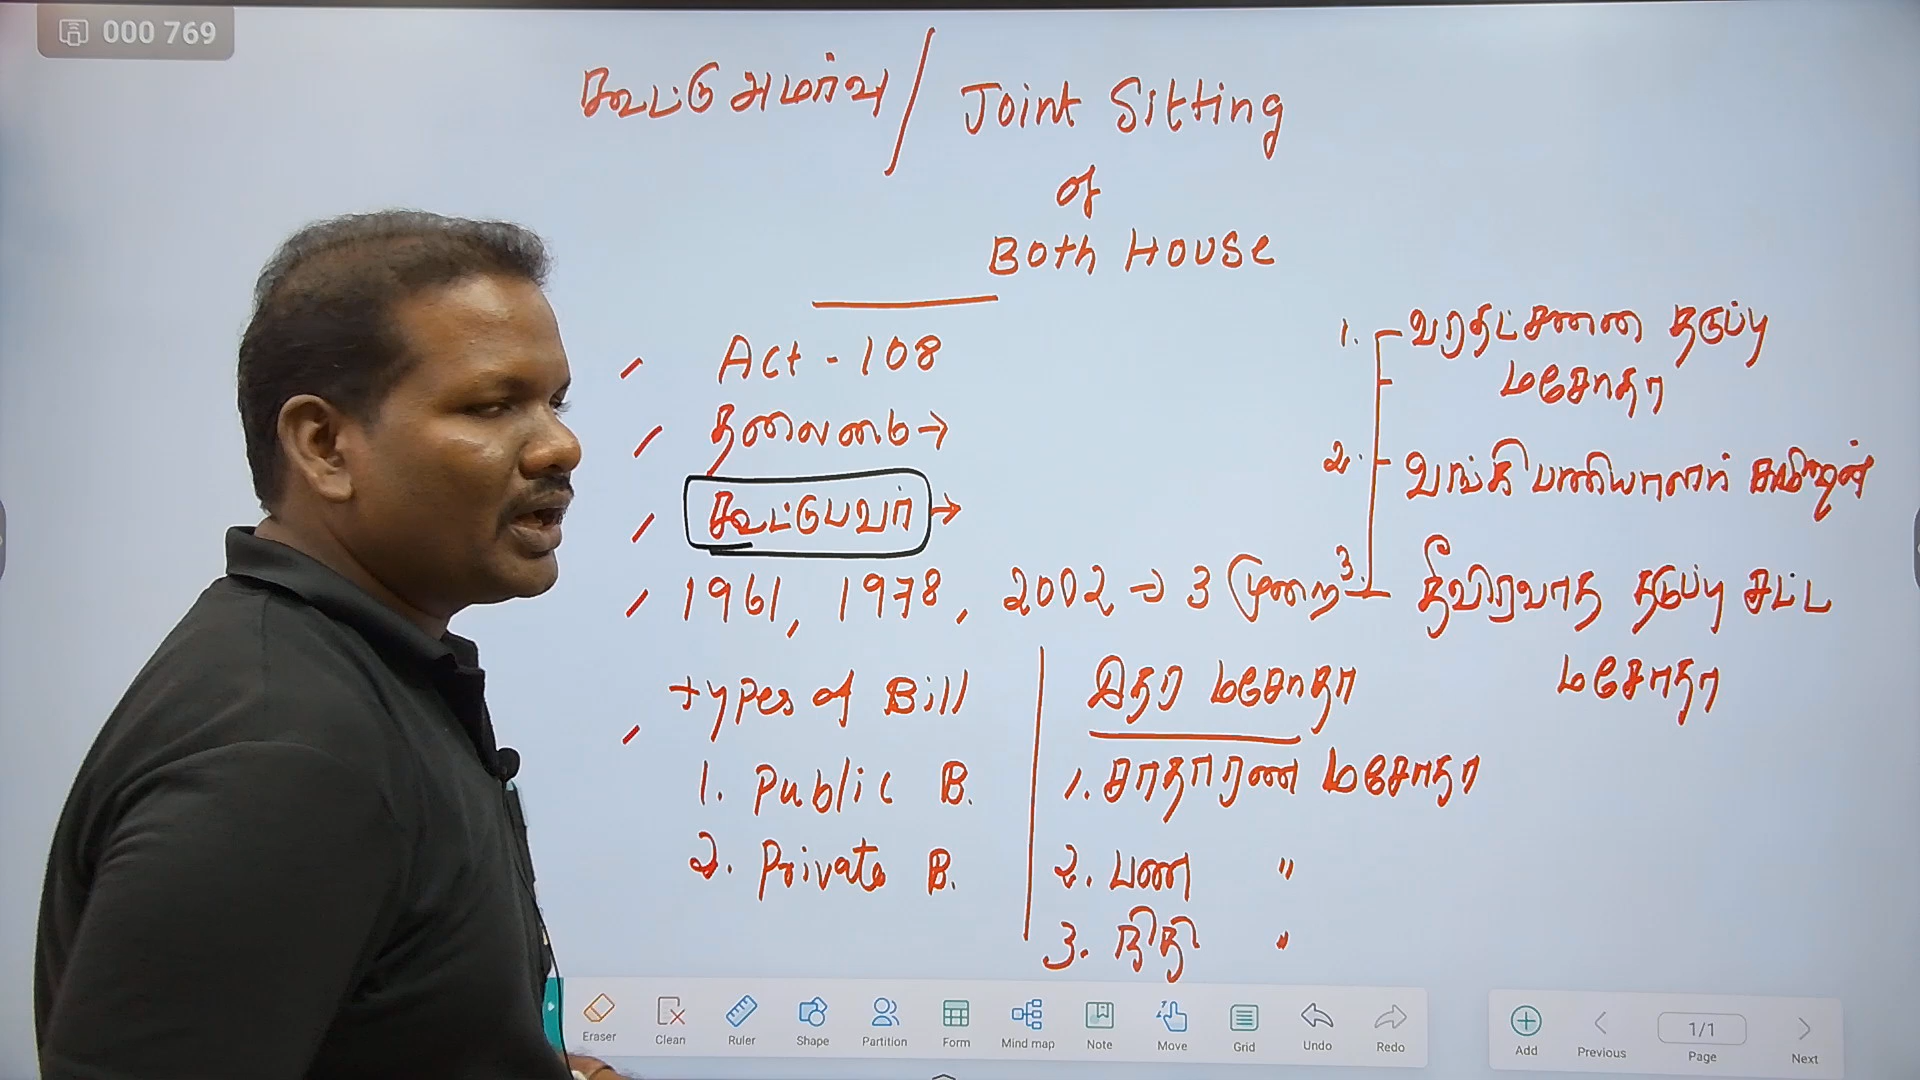 000 769
கூட்டு அமர்வு / Joint Sitting
of
Both House
Act - 108
தலைமை →
கூட்டுபவர் →
1961, 1978, 2002 → 3 முறை
1. வரதட்சணை தடுப்பு
மசோதா
2. வங்கி பணியாளர் கமிஷன்
3. தீவிரவாத தடுப்பு சட்ட
மசோதா
types of Bill
1. Public B.
2. Private B.
இதர மசோதா
1. சாதாரண மசோதா
2. பண "
3. நிதி "
Eraser Clean Ruler Shape Partition Form Mind map Note Move Grid Undo Redo
Add Previous 1/1 Page Next